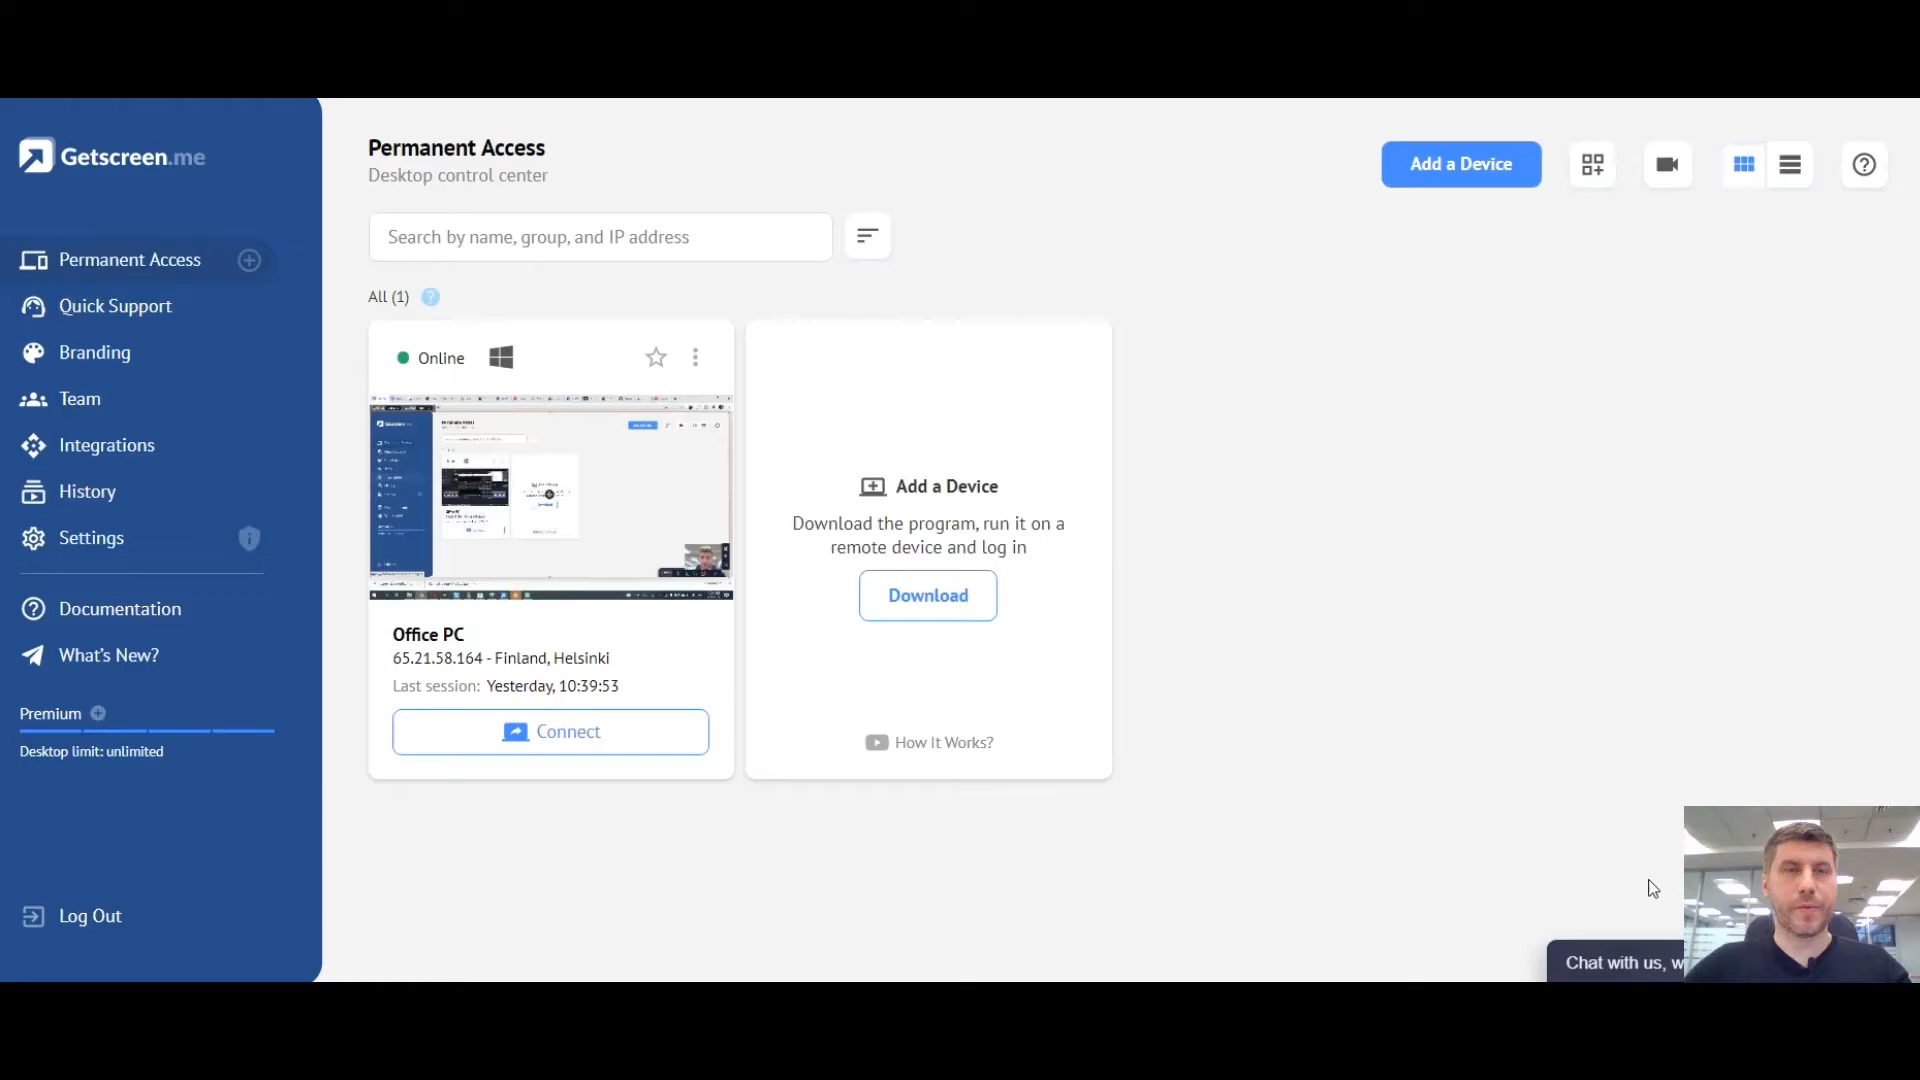 Getscreen.me
Permanent Access
Quick Support
Branding
Team
Integrations
History
Settings
Documentation
What's New?
Premium
Desktop limit: unlimited
Log Out
Permanent Access
Desktop control center
Add a Device
Search by name, group, and IP address
All (1)
Online
Office PC
65.21.58.164 - Finland, Helsinki
Last session: Yesterday, 10:39:53
Connect
Add a Device
Download the program, run it on a
remote device and log in
Download
How It Works?
Chat with us, w